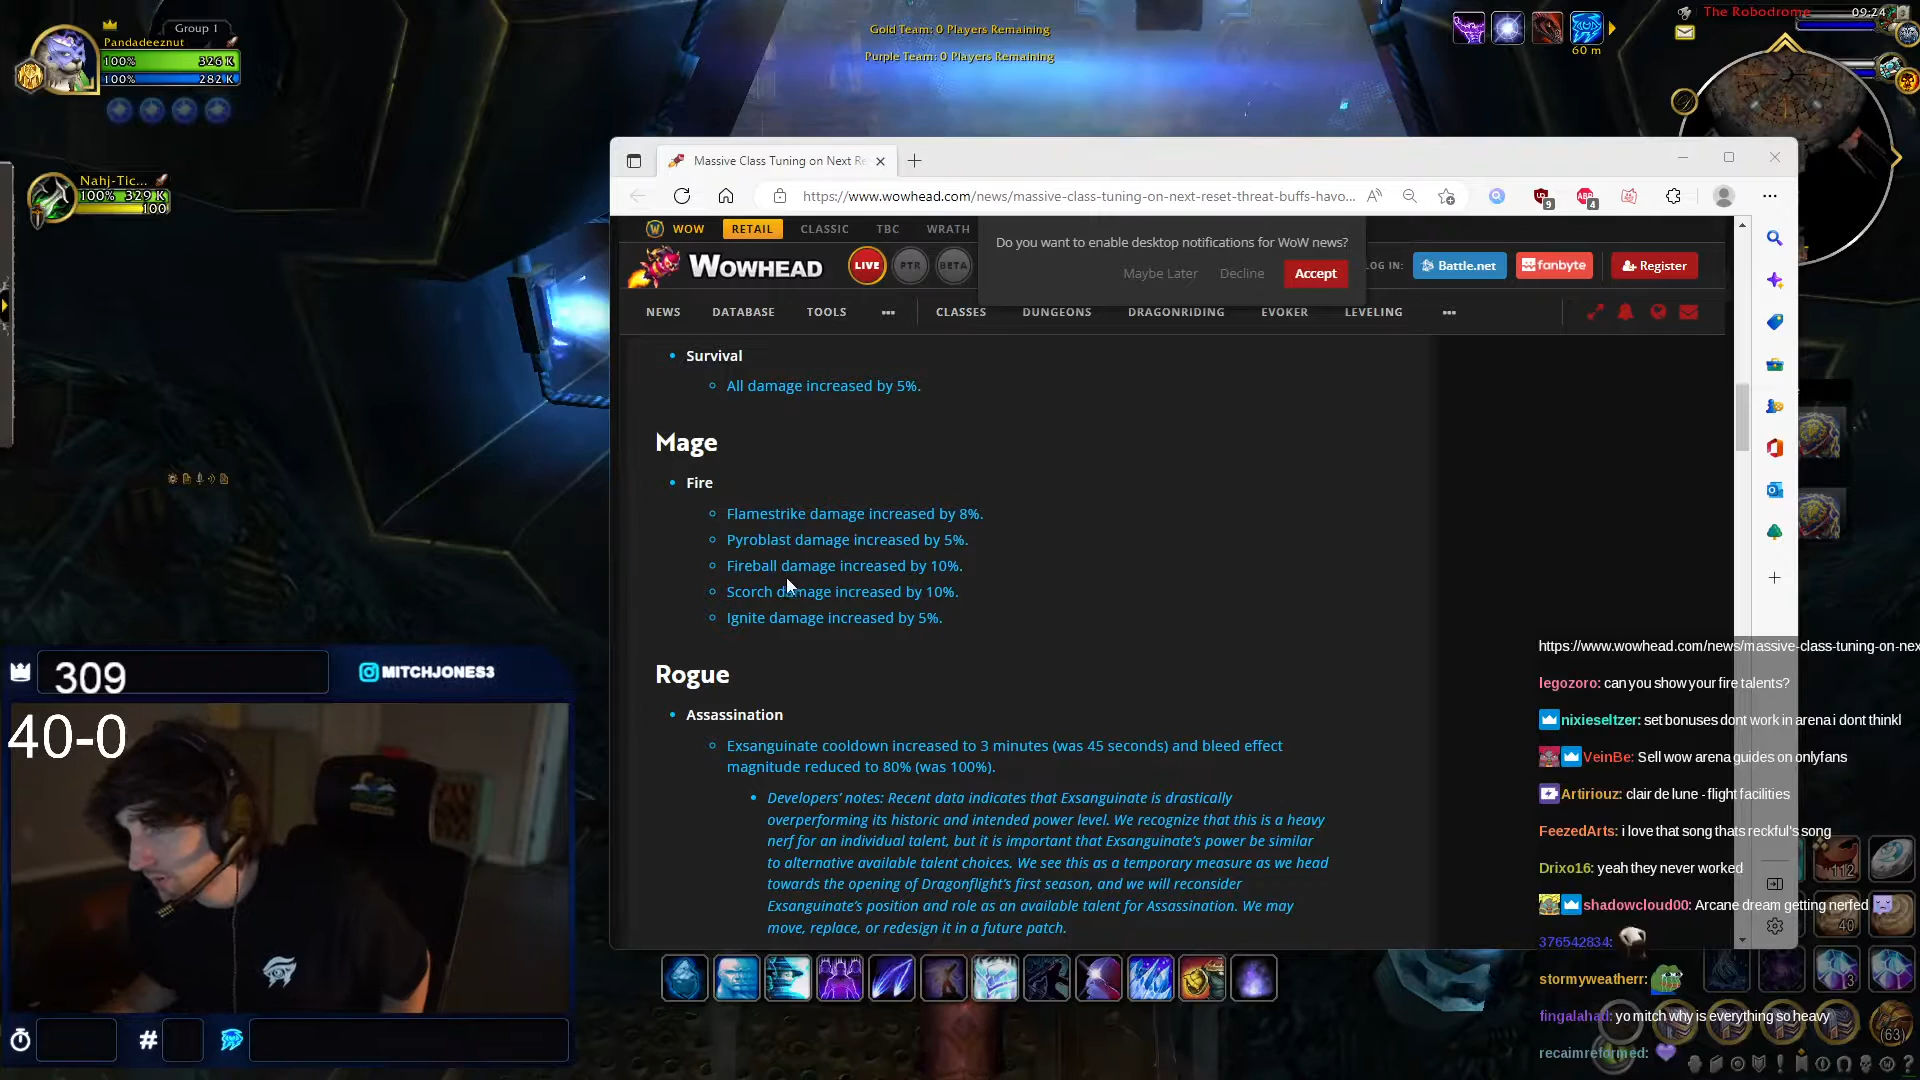 Group 1
Pandadeeznut
100% 326 K
100% 282 K
Nahj-Tic...
100% 329 K
100
Gold Team: 0 Players Remaining
Purple Team: 0 Players Remaining
60 m
The Robodrome
09:24
Massive Class Tuning on Next Re
https://www.wowhead.com/news/massive-class-tuning-on-next-reset-threat-buffs-havo...
9
4
WOW RETAIL CLASSIC TBC WRATH
Do you want to enable desktop notifications for WoW news?
Maybe Later Decline Accept
WOWHEAD LIVE PTR BETA
OG IN: Battle.net fanbyte Register
NEWS DATABASE TOOLS CLASSES DUNGEONS DRAGONRIDING EVOKER LEVELING
Survival
All damage increased by 5%.
Mage
Fire
Flamestrike damage increased by 8%.
Pyroblast damage increased by 5%.
Fireball damage increased by 10%.
Scorch damage increased by 10%.
Ignite damage increased by 5%.
Rogue
Assassination
Exsanguinate cooldown increased to 3 minutes (was 45 seconds) and bleed effect
magnitude reduced to 80% (was 100%).
Developers' notes: Recent data indicates that Exsanguinate is drastically
overperforming its historic and intended power level. We recognize that this is a heavy
nerf for an individual talent, but it is important that Exsanguinate's power be similar
to alternative available talent choices. We see this as a temporary measure as we head
towards the opening of Dragonflight's first season, and we will reconsider
Exsanguinate's position and role as an available talent for Assassination. We may
move, replace, or redesign it in a future patch.
309
MITCHJONES3
40-0
#
https://www.wowhead.com/news/massive-class-tuning-on-nex
legozoro: can you show your fire talents?
nixieseltzer: set bonuses dont work in arena i dont thinkl
VeinBe: Sell wow arena guides on onlyfans
Artiriouz: clair de lune - flight facilities
FeezedArts: i love that song thats reckful's song
Drixo16: yeah they never worked
shadowcloud00: Arcane dream getting nerfed
376542834:
stormyweatherr:
fingalahad: yo mitch why is everything so heavy
recaimreformed:
112
40
3
(63)